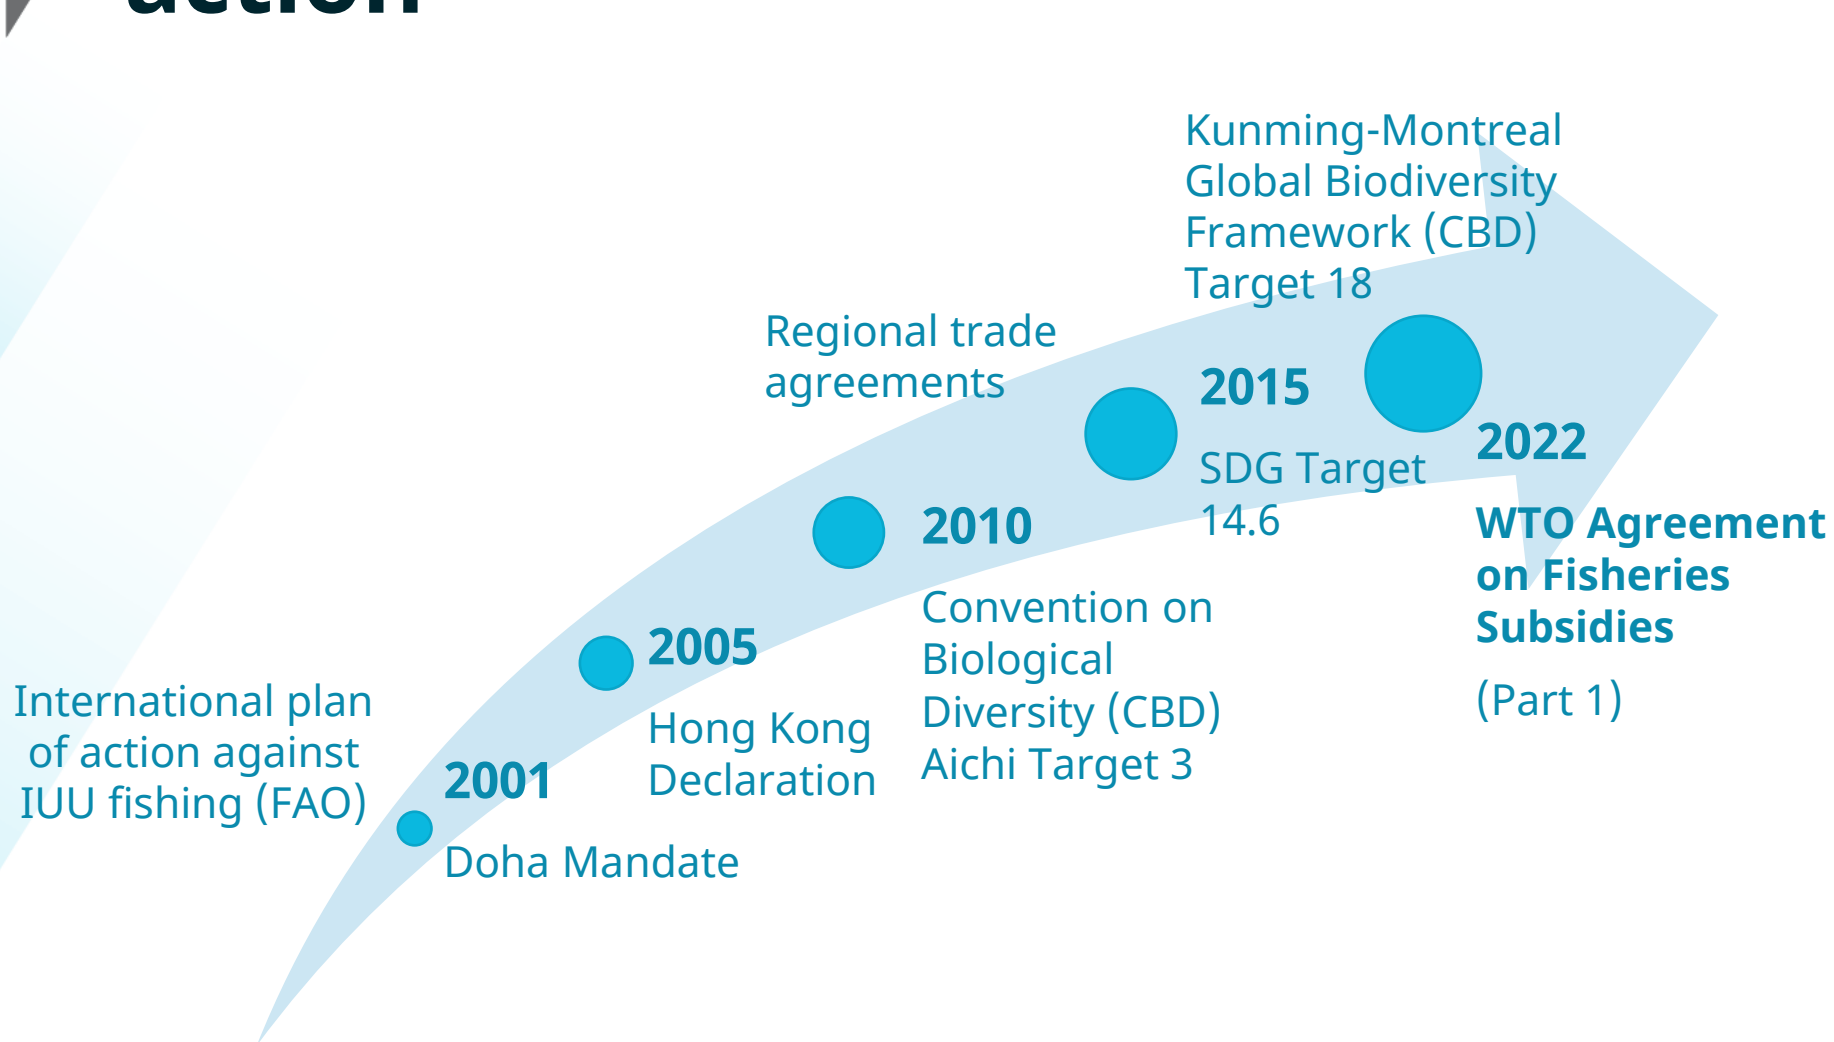 action
International plan
of action against
IUU fishing (FAO)
2001
Doha Mandate
2005
Hong Kong
Declaration
Regional trade
agreements
2010
Convention on
Biological
Diversity (CBD)
Aichi Target 3
2015
SDG Target
14.6
Kunming-Montreal
Global Biodiversity
Framework (CBD)
Target 18
2022
WTO Agreement
on Fisheries
Subsidies
(Part 1)